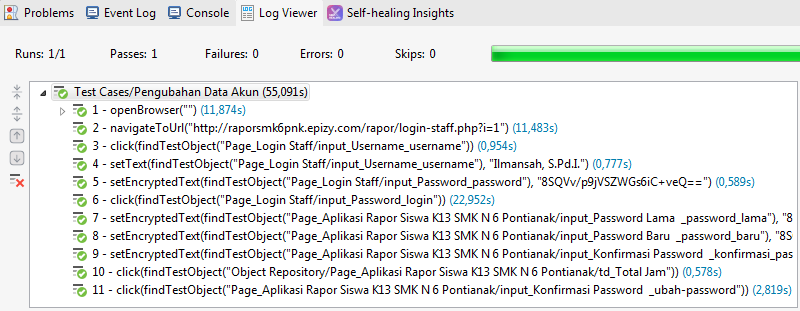 Problems Event Log Console Log Viewer Self-healing Insights
Runs: 1/1 Passes: 1 Failures: 0 Errors: 0 Skips: 0
Test Cases/Pengubahan Data Akun (55,091s)
1 - openBrowser("") (11,874s)
2 - navigateToUrl("http://raporsmk6pnk.epizy.com/rapor/login-staff.php?i=1") (11,483s)
3 - click(findTestObject("Page_Login Staff/input_Username_username")) (0,954s)
4 - setText(findTestObject("Page_Login Staff/input_Username_username"), "Ilmansah, S.Pd.I.") (0,777s)
5 - setEncryptedText(findTestObject("Page_Login Staff/input_Password_password"), "8SQVv/p9jVSZWGs6iC+veQ==") (0,589s)
6 - click(findTestObject("Page_Login Staff/input_Password_login")) (22,952s)
7 - setEncryptedText(findTestObject("Page_Aplikasi Rapor Siswa K13 SMK N 6 Pontianak/input_Password Lama _password_lama"), "8
8 - setEncryptedText(findTestObject("Page_Aplikasi Rapor Siswa K13 SMK N 6 Pontianak/input_Password Baru _password_baru"), "8S
9 - setEncryptedText(findTestObject("Page_Aplikasi Rapor Siswa K13 SMK N 6 Pontianak/input_Konfirmasi Password _konfirmasi_pas
10 - click(findTestObject("Object Repository/Page_Aplikasi Rapor Siswa K13 SMK N 6 Pontianak/td_Total Jam")) (0,578s)
11 - click(findTestObject("Page_Aplikasi Rapor Siswa K13 SMK N 6 Pontianak/input_Konfirmasi Password _ubah-password")) (2,819s)